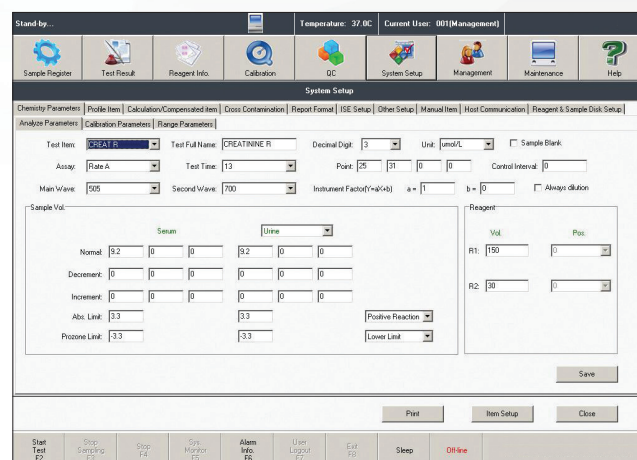 Stand-by... Temperature: 37.0C Current User: 001(Management)
Sample Register Test Result Reagent Info. Calibration QC System Setup Management Maintenance Help
System Setup
Chemistry Parameters Profile Item Calculation/Compensated item Cross Contamination Report Format ISE Setup Other Setup Manual Item Host Communication Reagent & Sample Disk Setup
Analyze Parameters Calibration Parameters Range Parameters
Test Item: CREAT R Test Full Name: CREATININE R Decimal Digit: 3 Unit: umol/L Sample Blank
Assay: Rate A Test Time: 13 Point: 25 31 0 0 Control Interval: 0
Main Wave: 505 Second Wave: 700 Instrument Factor(Y=aX+b) a = 1 b = 0 Always dilution
Sample Vol. Reagent
Serum Urine Vol. Pos.
Normal: 9.2 0 0 9.2 0 0 R1: 150 0
Decrement: 0 0 0 0 0 0
Increment: 0 0 0 0 0 0 R2: 30 0
Abs. Limit: 3.3 3.3 Positive Reaction
Prozone Limit: -3.3 -3.3 Lower Limit
Save
Print Item Setup Close
Start Test F2 Stop Sampling F3 Stop F4 Sys. Monitor F5 Alarm Info. F6 User Logout F7 Exit F8 Sleep Off-line